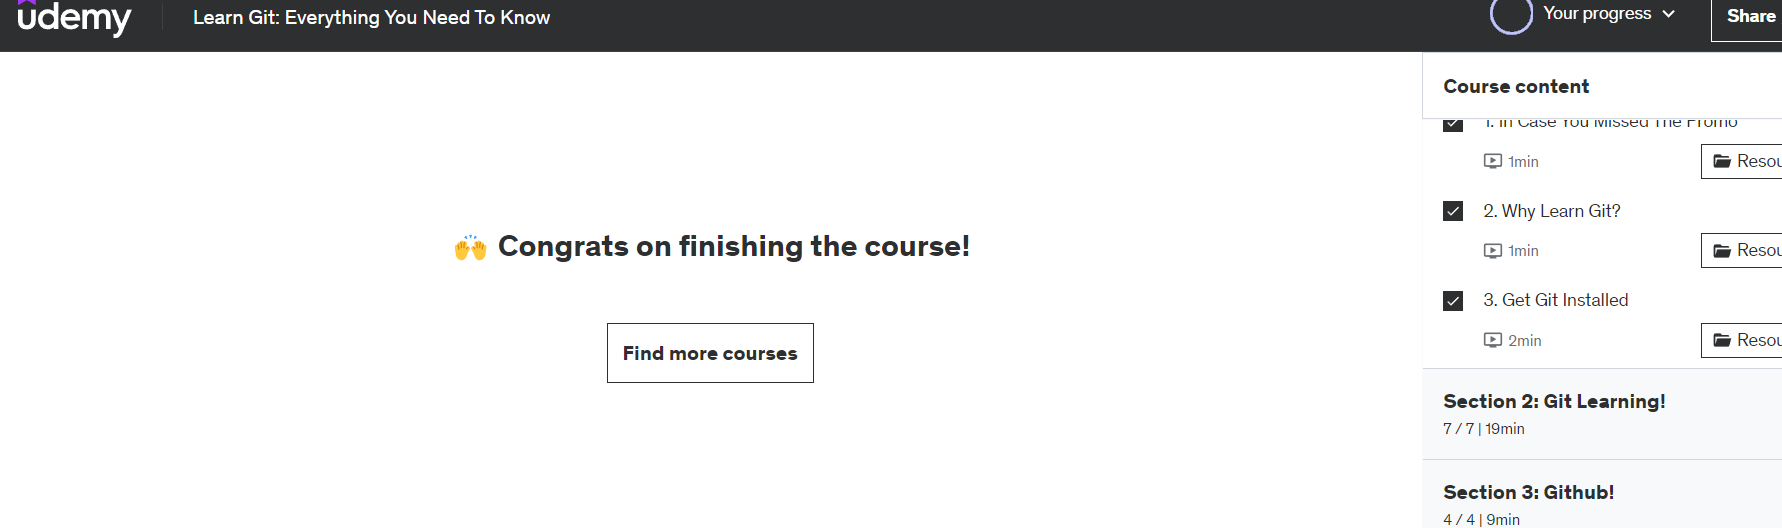 udemy
Learn Git: Everything You Need To Know
Your progress
Share
Congrats on finishing the course!
Find more courses
Course content
1. In Case You Missed The Promo
1min
Resou
2. Why Learn Git?
1min
Resou
3. Get Git Installed
2min
Resou
Section 2: Git Learning!
7 / 7 | 19min
Section 3: Github!
4 / 4 | 9min